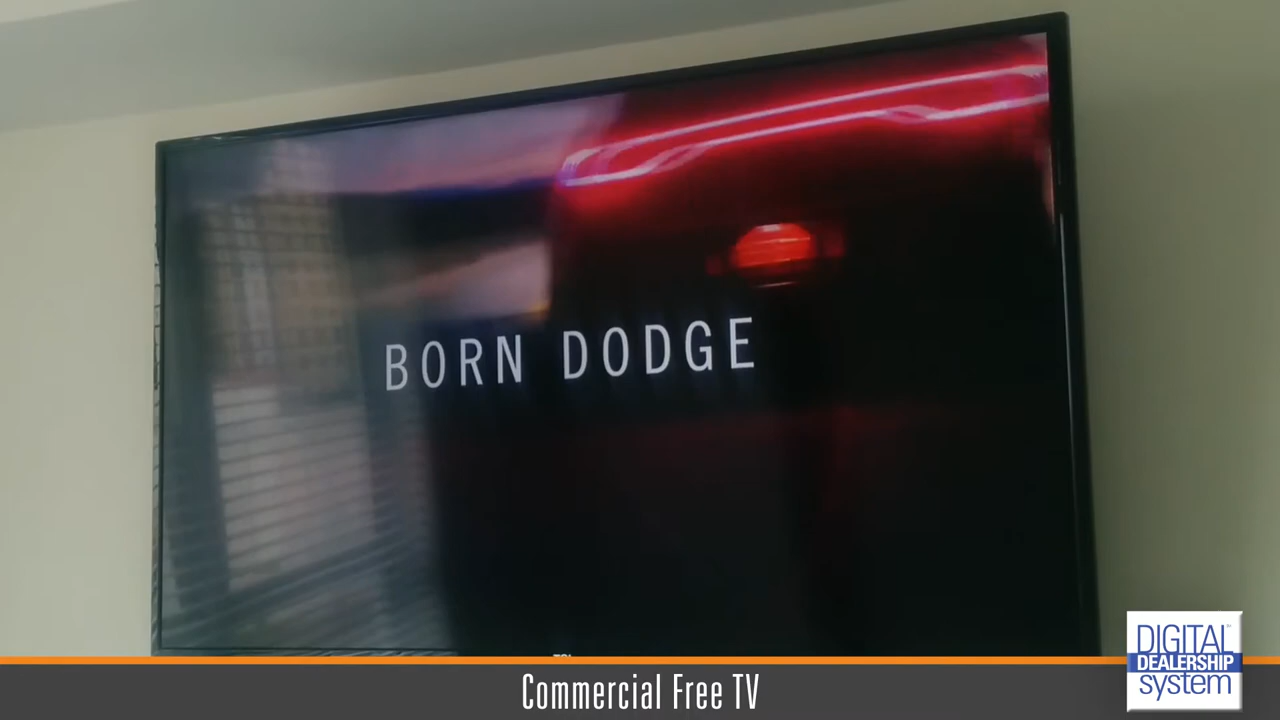 BORN DODGE
Commercial Free TV
DIGITAL
DEALERSHIP
system